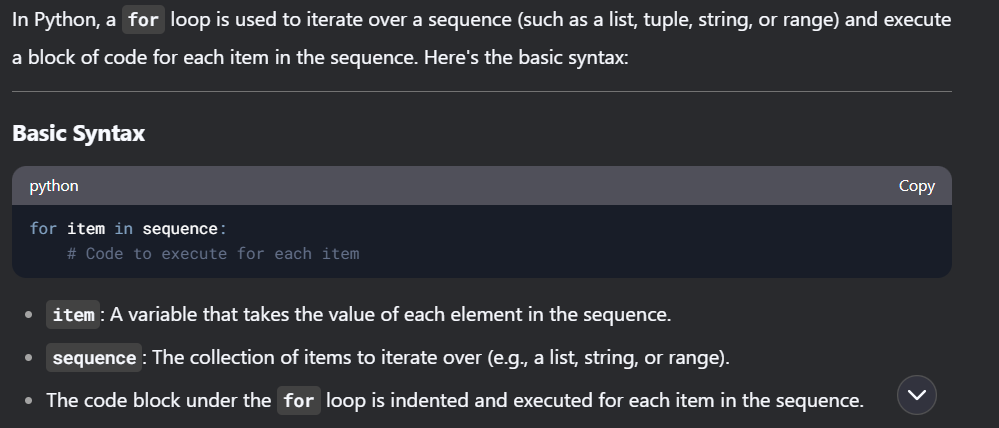 In Python, a for loop is used to iterate over a sequence (such as a list, tuple, string, or range) and execute
a block of code for each item in the sequence. Here's the basic syntax:
Basic Syntax
python Copy
for item in sequence:
    # Code to execute for each item
• item: A variable that takes the value of each element in the sequence.
• sequence: The collection of items to iterate over (e.g., a list, string, or range).
• The code block under the for loop is indented and executed for each item in the sequence.